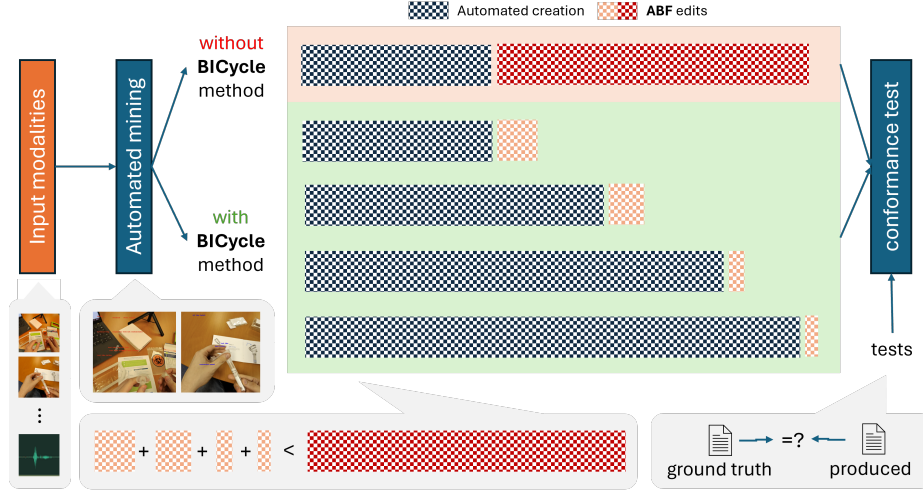 Automated creation
ABF edits
Input modalities
Automated mining
without
BICycle
method
with
BICycle
method
conformance test
tests
+ + + <
=?
ground truth
produced